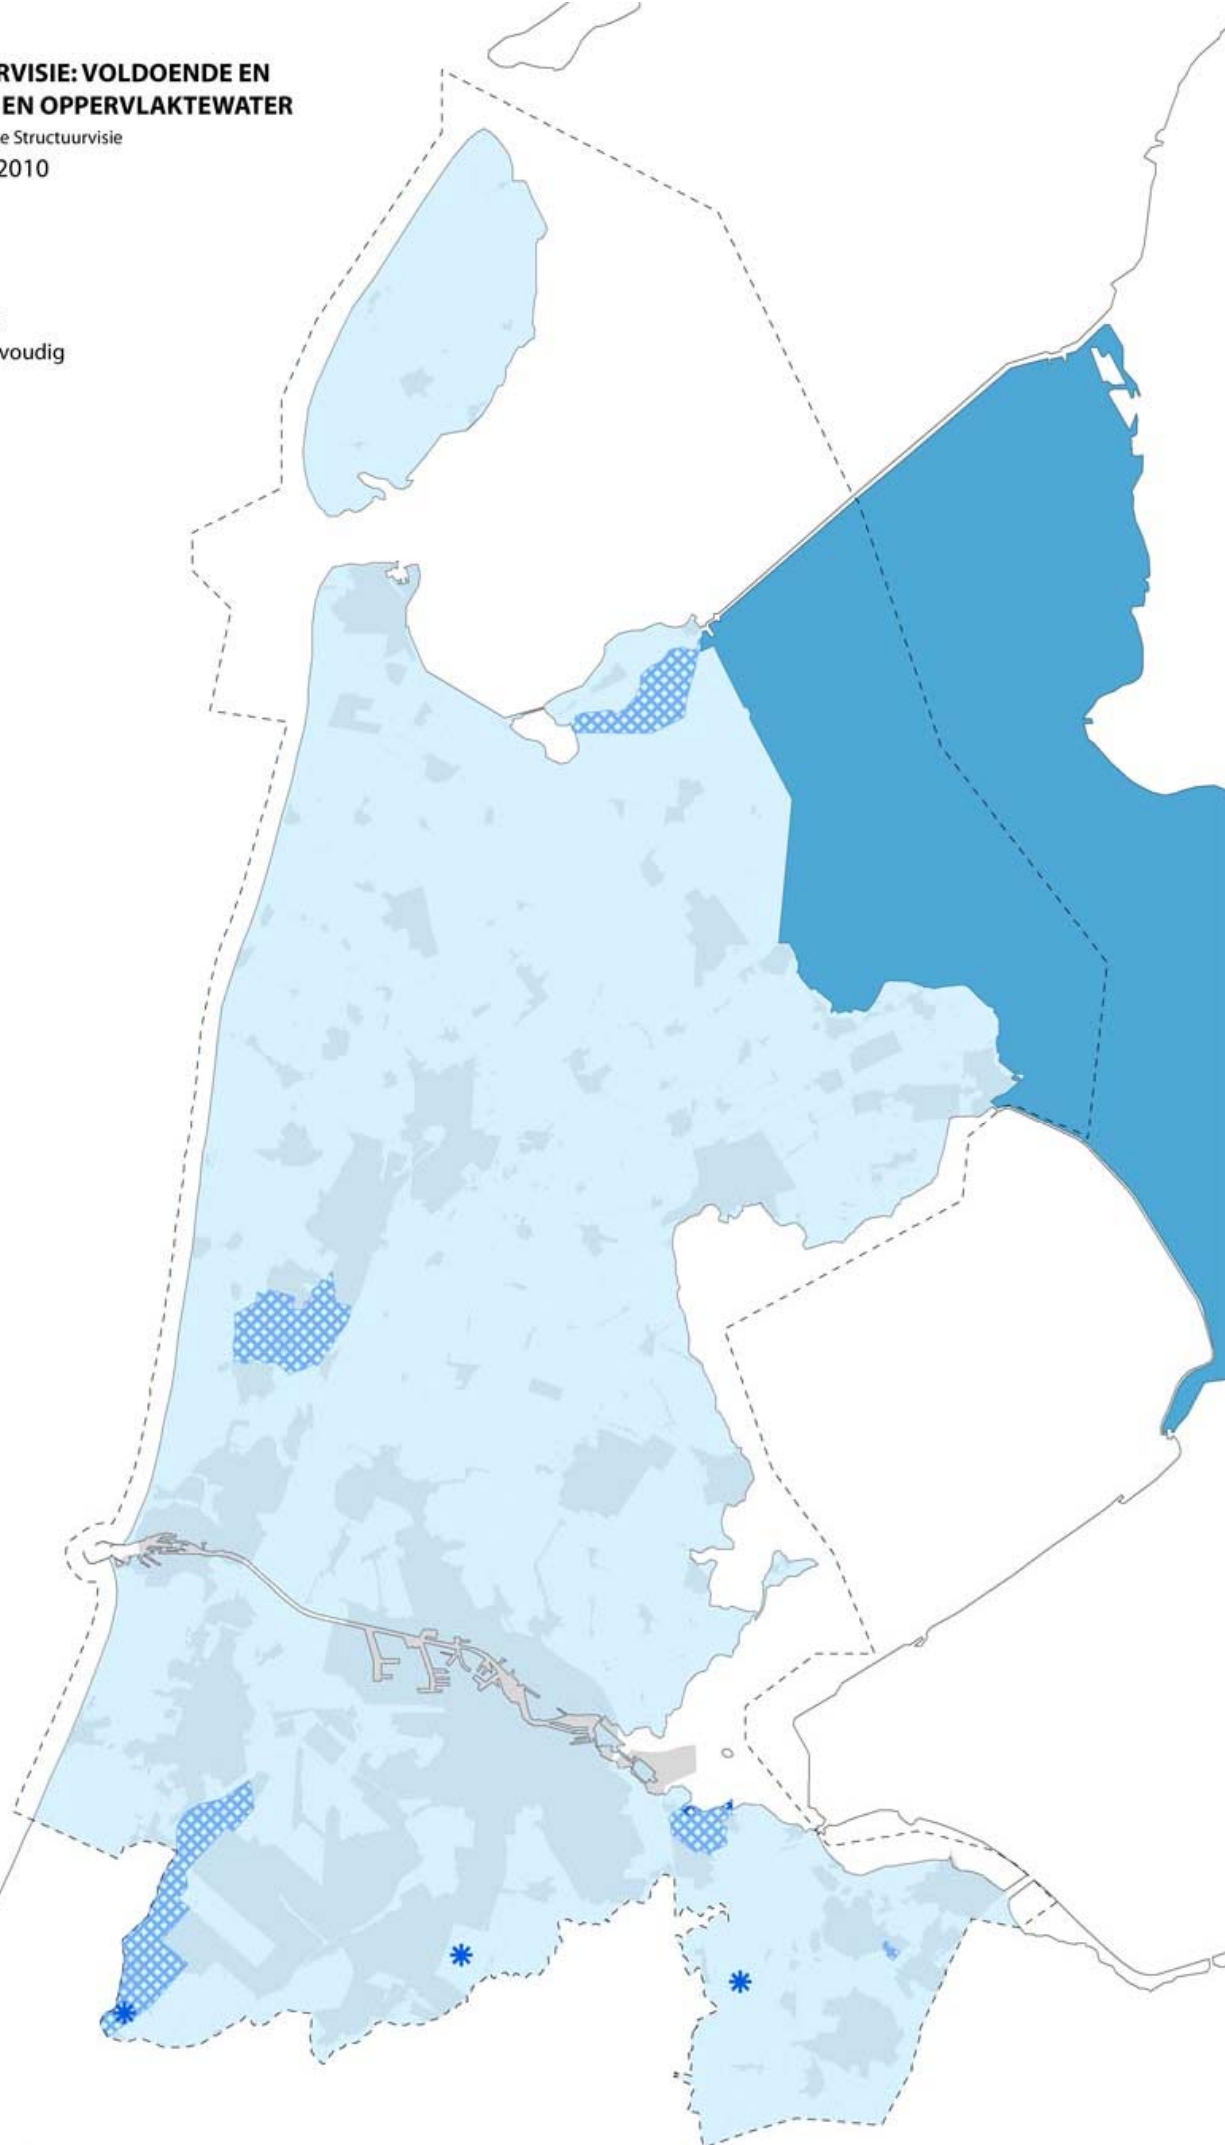 RVISIE: VOLDOENDE EN
EN OPPERVLAKTEWATER
e Structuurvisie
2010
voudig